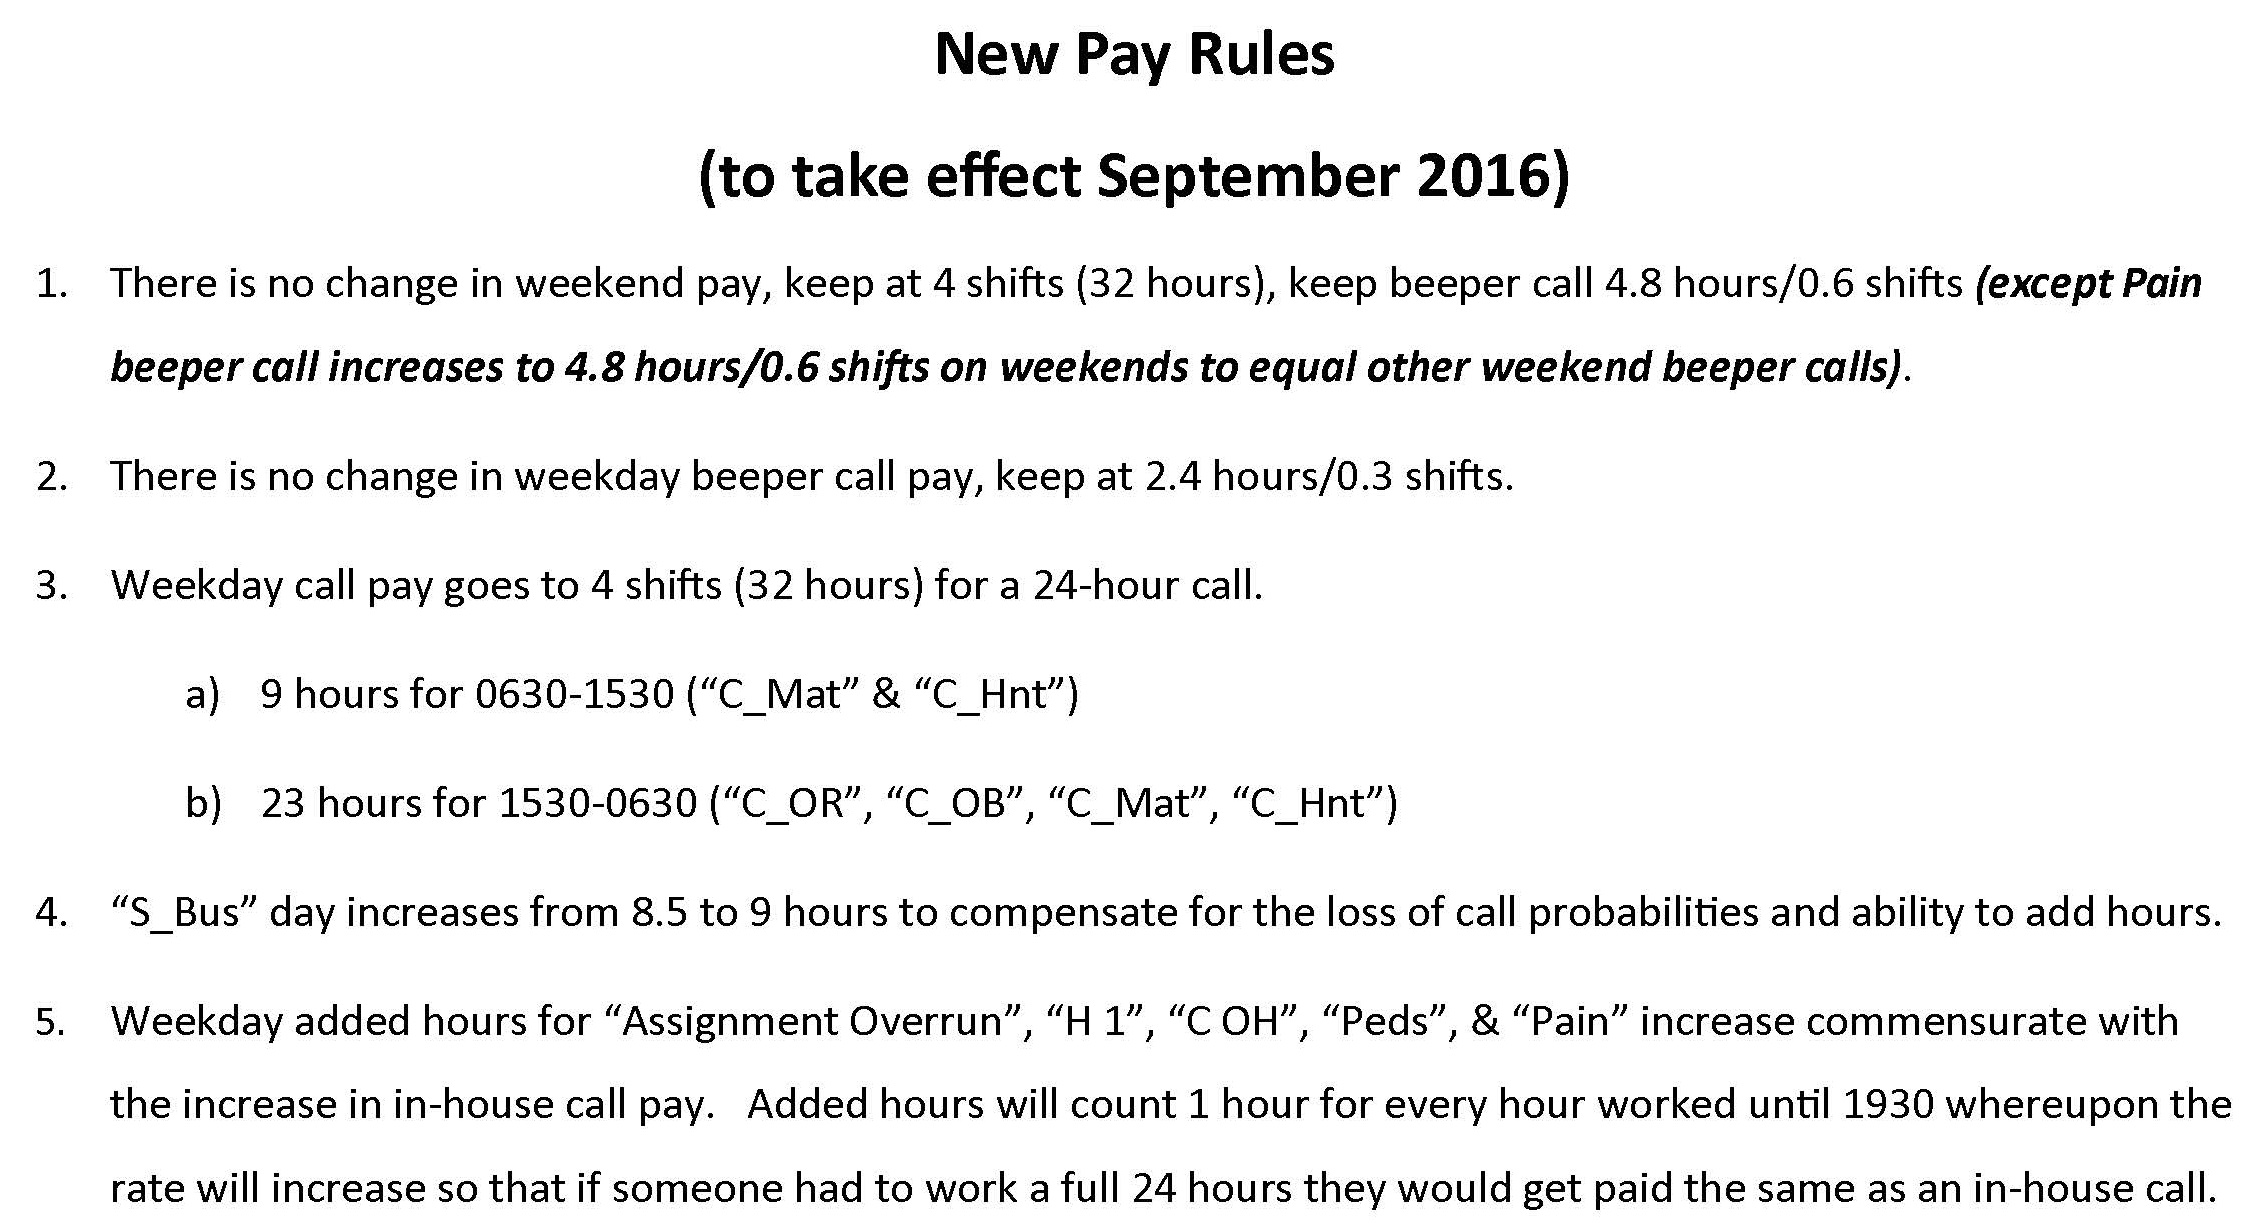 New Pay Rules
(to take effect September 2016)
1. There is no change in weekend pay, keep at 4 shifts (32 hours), keep beeper call 4.8 hours/0.6 shifts (except Pain
beeper call increases to 4.8 hours/0.6 shifts on weekends to equal other weekend beeper calls).
2. There is no change in weekday beeper call pay, keep at 2.4 hours/0.3 shifts.
3. Weekday call pay goes to 4 shifts (32 hours) for a 24-hour call.
a) 9 hours for 0630-1530 (“C_Mat” & “C_Hnt”)
b) 23 hours for 1530-0630 (“C_OR”, “C_OB”, “C_Mat”, “C_Hnt”)
4. “S_Bus” day increases from 8.5 to 9 hours to compensate for the loss of call probabilities and ability to add hours.
5. Weekday added hours for “Assignment Overrun”, “H 1”, “C OH”, “Peds”, & “Pain” increase commensurate with
the increase in in-house call pay. Added hours will count 1 hour for every hour worked until 1930 whereupon the
rate will increase so that if someone had to work a full 24 hours they would get paid the same as an in-house call.